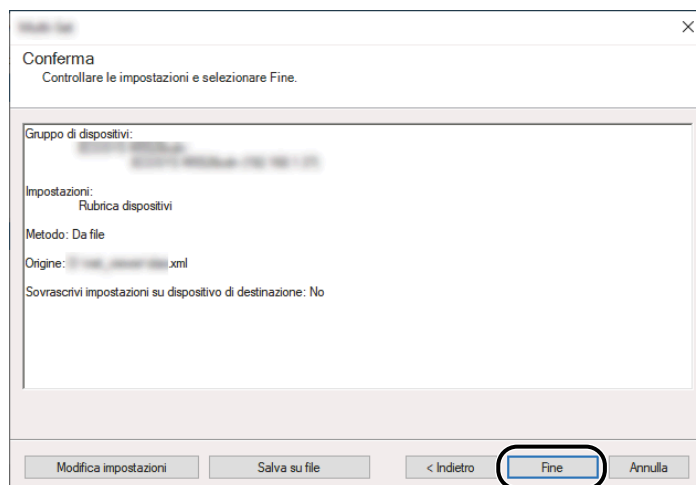 Conferma
Controllare le impostazioni e selezionare Fine.
Gruppo di dispositivi:
Impostazioni:
Rubrica dispositivi
Metodo: Da file
Origine: .xml
Sovrascrivi impostazioni su dispositivo di destinazione: No
Modifica impostazioni
Salva su file
< Indietro
Fine
Annulla